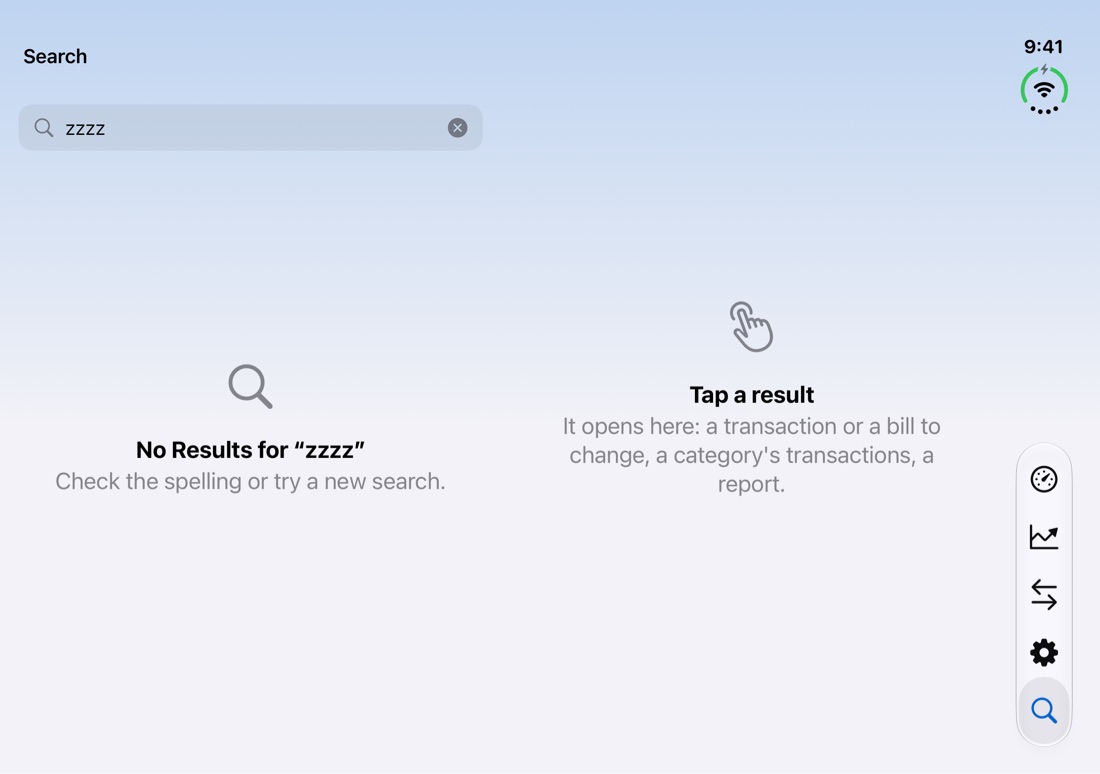 Search
9:41
zzzz
No Results for “zzzz”
Check the spelling or try a new search.
Tap a result
It opens here: a transaction or a bill to
change, a category's transactions, a
report.